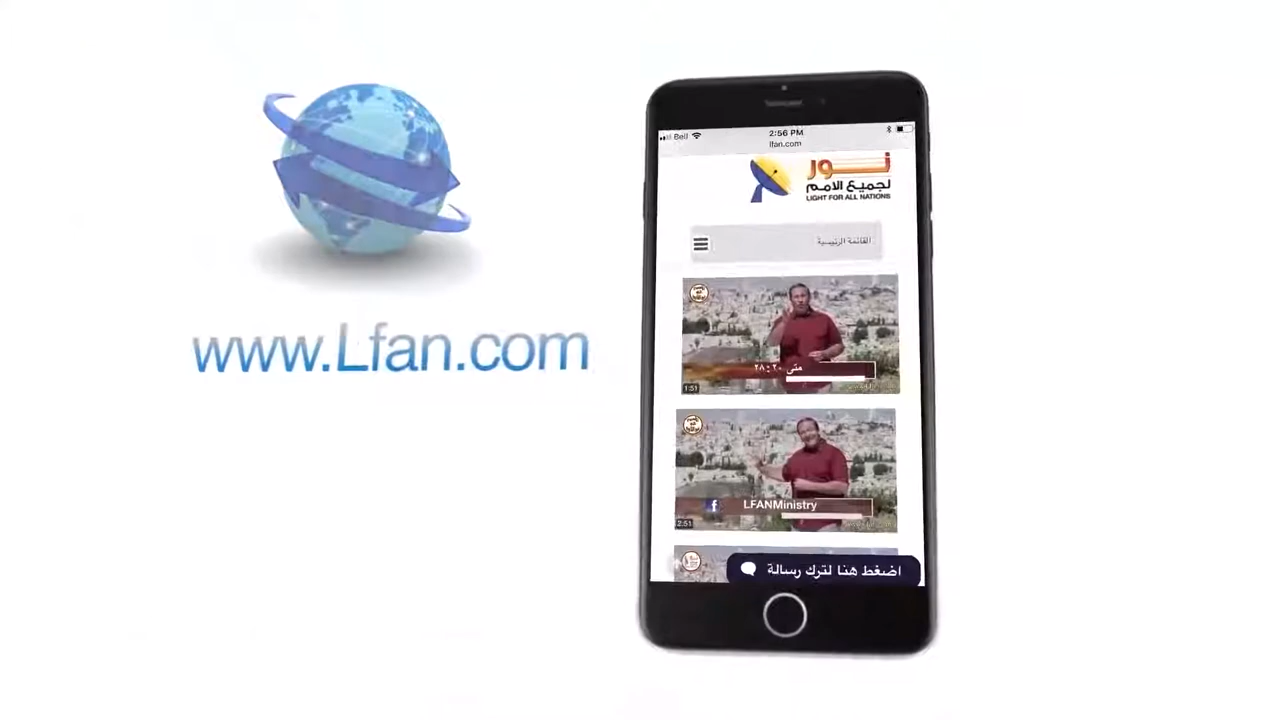 www.Lfan.com
Bell
2:56 PM
lfan.com
نور
لجميع الامم
LIGHT FOR ALL NATIONS
القائمة الرئيسية
متى ٢٠ : ٢٨
1:51
LFANMinistry
2:51
اضغط هنا لترك رسالة